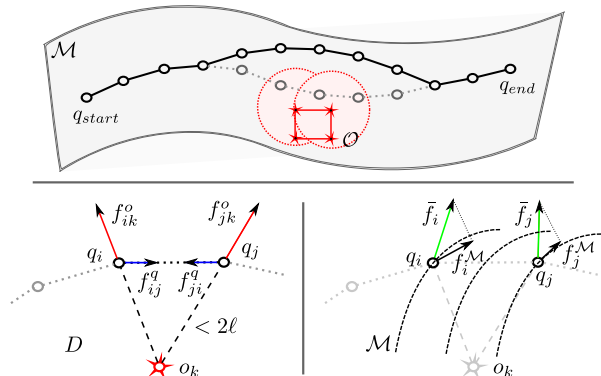 𝓜
q_start
q_end
𝒪
f^o_ik
f^o_jk
q_i
q_j
f^q_ij
f^q_ji
< 2ℓ
D
o_k
f̄_i
f̄_j
q_i
f^𝓜_i
f^𝓜_j
q_j
𝓜
o_k